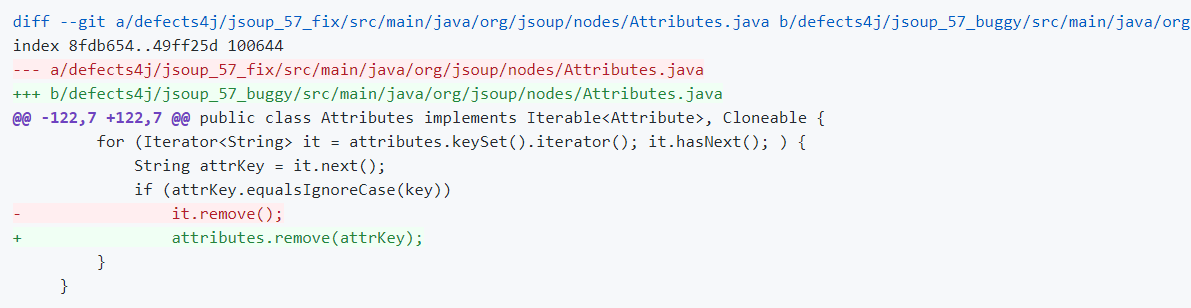 diff --git a/defects4j/jsoup_57_fix/src/main/java/org/jsoup/nodes/Attributes.java b/defects4j/jsoup_57_buggy/src/main/java/org
index 8fdb654..49ff25d 100644
--- a/defects4j/jsoup_57_fix/src/main/java/org/jsoup/nodes/Attributes.java
+++ b/defects4j/jsoup_57_buggy/src/main/java/org/jsoup/nodes/Attributes.java
@@ -122,7 +122,7 @@ public class Attributes implements Iterable<Attribute>, Cloneable {
         for (Iterator<String> it = attributes.keySet().iterator(); it.hasNext(); ) {
             String attrKey = it.next();
             if (attrKey.equalsIgnoreCase(key))
-                it.remove();
+                attributes.remove(attrKey);
         }
     }